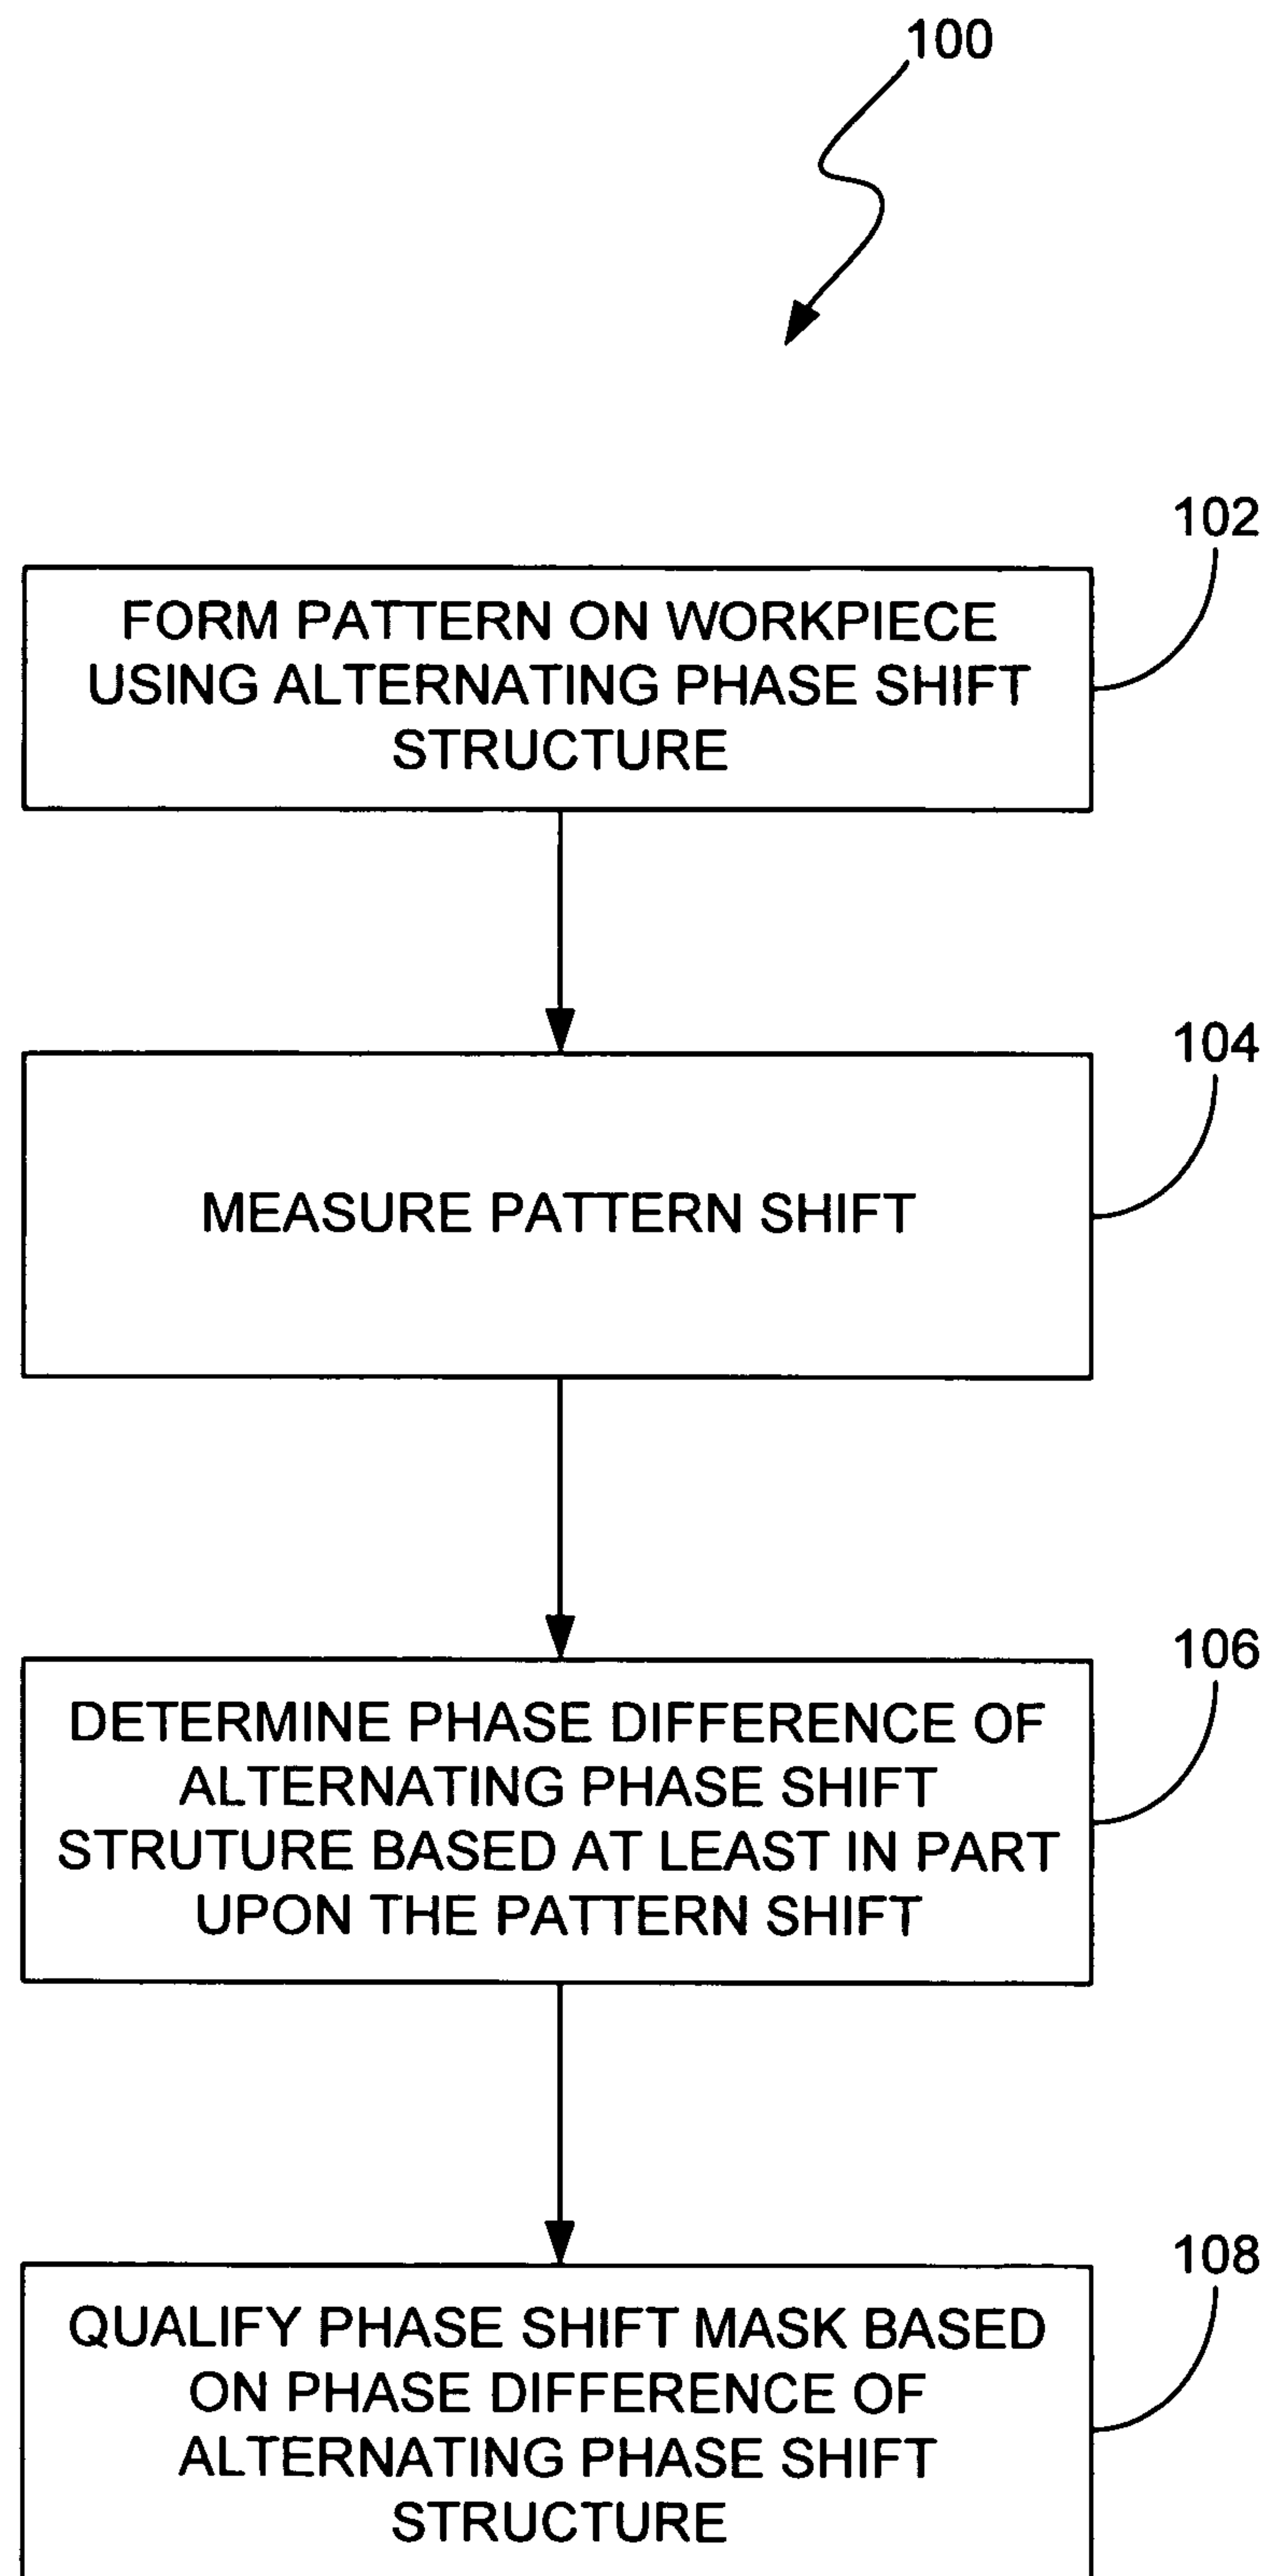 100
102
FORM PATTERN ON WORKPIECE
USING ALTERNATING PHASE SHIFT
STRUCTURE
104
MEASURE PATTERN SHIFT
106
DETERMINE PHASE DIFFERENCE OF
ALTERNATING PHASE SHIFT
STRUTURE BASED AT LEAST IN PART
UPON THE PATTERN SHIFT
108
QUALIFY PHASE SHIFT MASK BASED
ON PHASE DIFFERENCE OF
ALTERNATING PHASE SHIFT
STRUCTURE